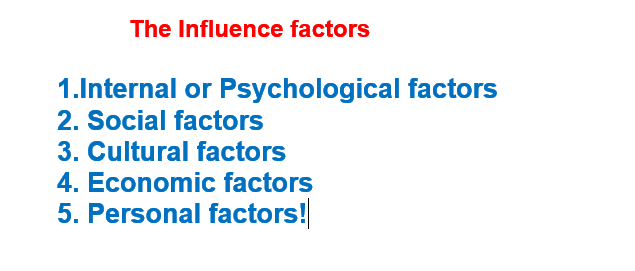 The Influence factors
1.Internal or Psychological factors
2. Social factors
3. Cultural factors
4. Economic factors
5. Personal factors!